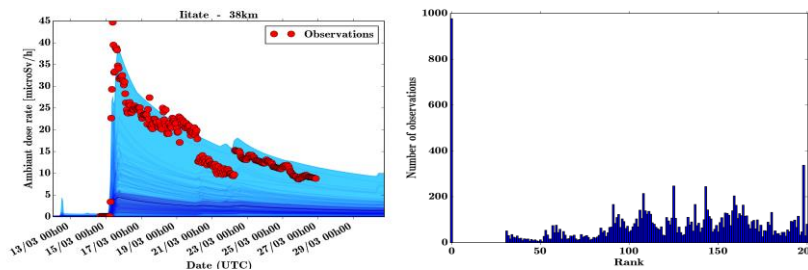 Iitate - 38km
Observations
Ambiant dose rate [microSv/h]
45
40
35
30
25
20
15
10
5
0
13/03 00h00
15/03 00h00
17/03 00h00
19/03 00h00
21/03 00h00
23/03 00h00
25/03 00h00
27/03 00h00
29/03 00h00
Date (UTC)
Number of observations
1000
800
600
400
200
0
0
50
100
150
200
Rank